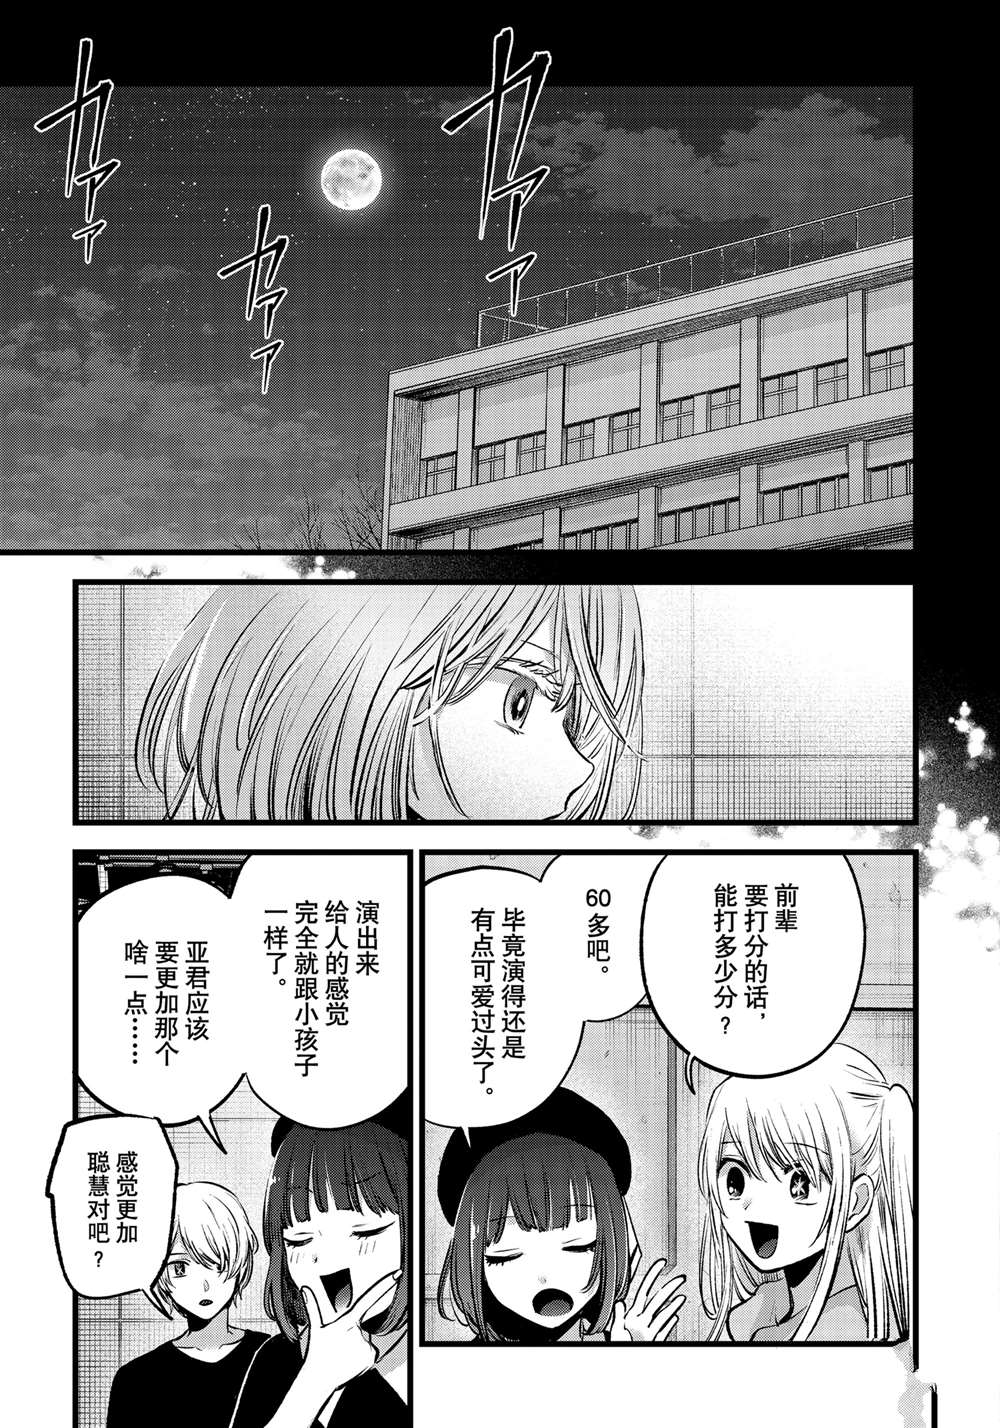 カァァ
カァァ
カァァ
前辈
要打分的话，
能打多少分？
60多吧。
毕竟演得还是
有点可爱过头了。
演出来
给人的感觉
完全就跟小孩子
一样了。
亚君应该
要更加那个
啥一点……
感觉更加
聪慧对吧？